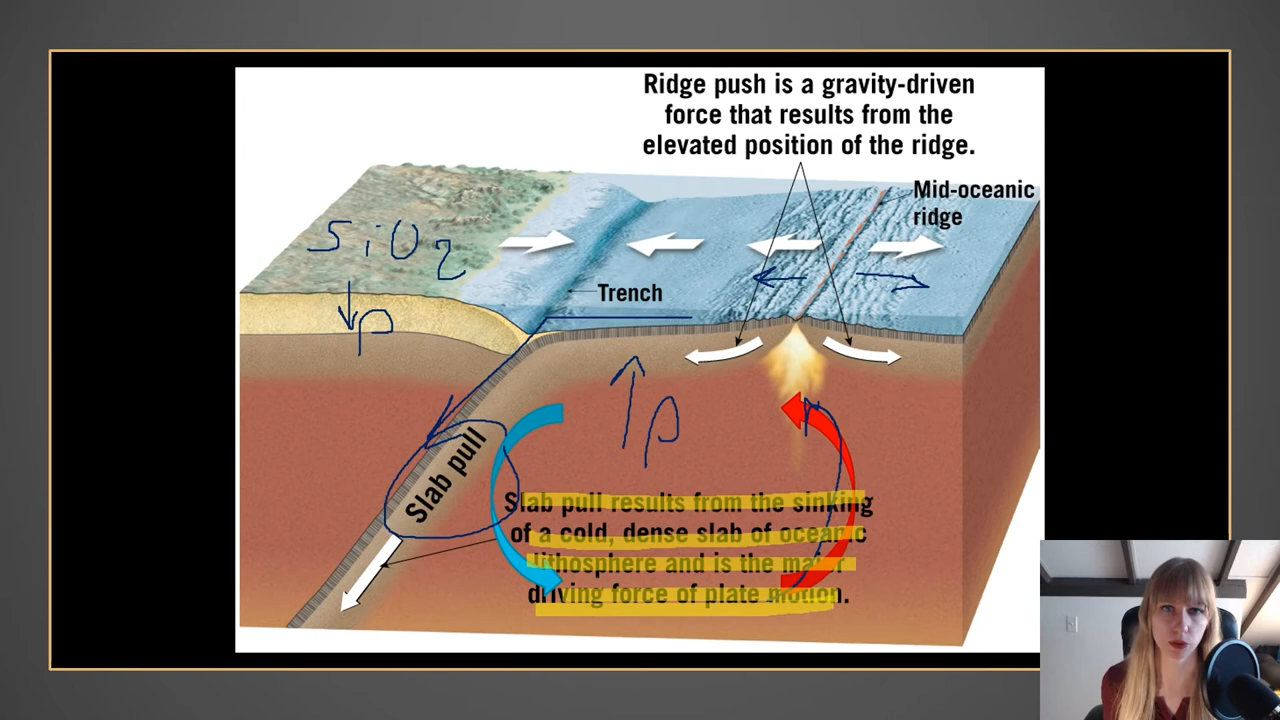 Ridge push is a gravity-driven
force that results from the
elevated position of the ridge.
Mid-oceanic
ridge
SiO2
Trench
ρ
ρ
Slab pull
Slab pull results from the sinking
of a cold, dense slab of oceanic
lithosphere and is the major
driving force of plate motion.